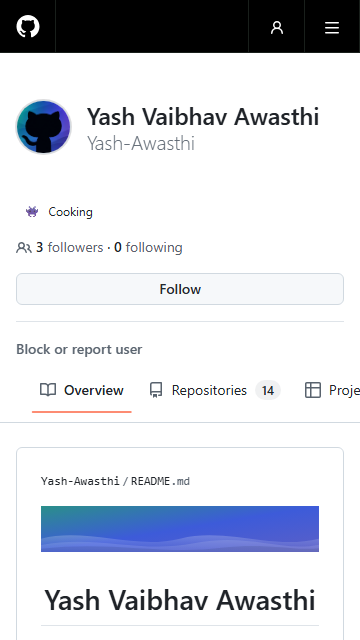 Yash Vaibhav Awasthi
Yash-Awasthi
Cooking
3 followers · 0 following
Follow
Block or report user
Overview
Repositories 14
Proje
Yash-Awasthi/README.md
Yash Vaibhav Awasthi